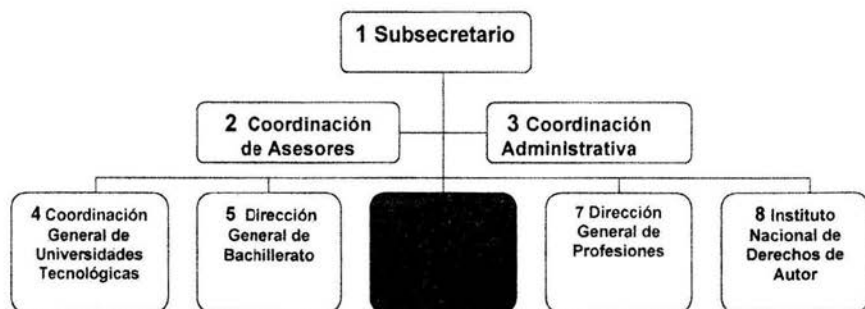 1 Subsecretario
2 Coordinación
de Asesores
3 Coordinación
Administrativa
4 Coordinación
General de
Universidades
Tecnológicas
5 Dirección
General de
Bachillerato
7 Dirección
General de
Profesiones
8 Instituto
Nacional de
Derechos de
Autor